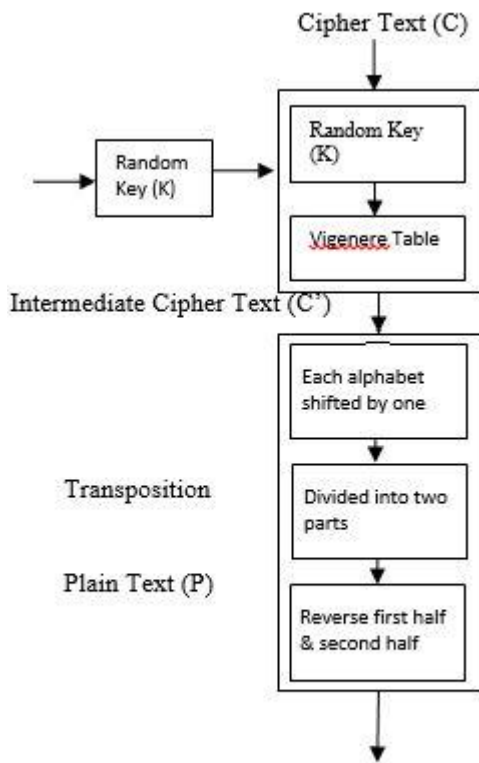 Cipher Text (C)
Random Key
(K)
Random
Key (K)
Vigenere Table
Intermediate Cipher Text (C’)
Each alphabet
shifted by one
Transposition
Divided into two
parts
Plain Text (P)
Reverse first half
& second half